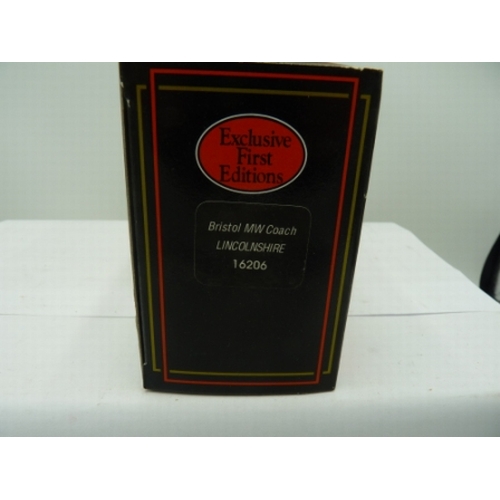 Exclusive
First
Editions
Bristol MW Coach
LINCOLNSHIRE
16206